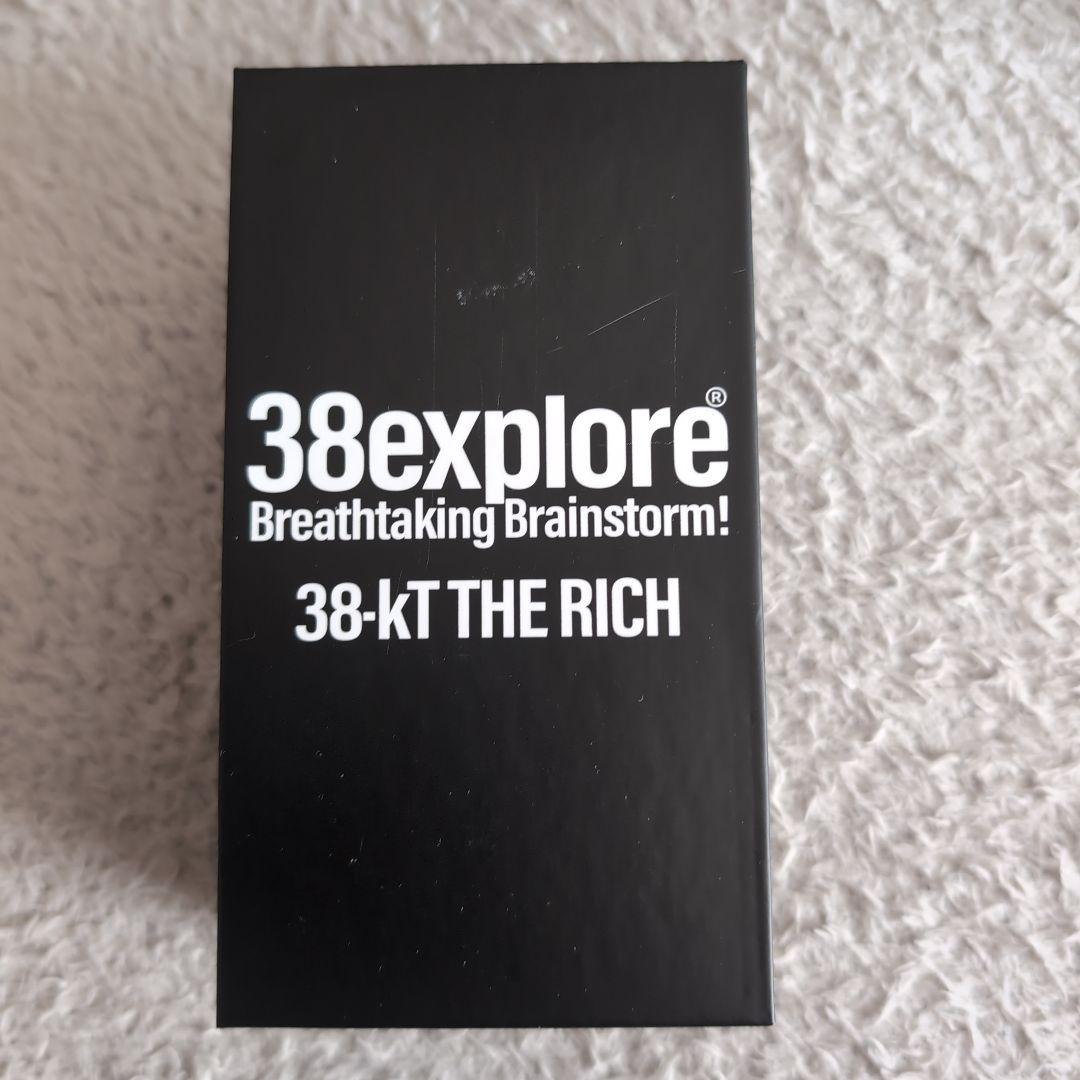 38explore®
Breathtaking Brainstorm!
38-kT THE RICH